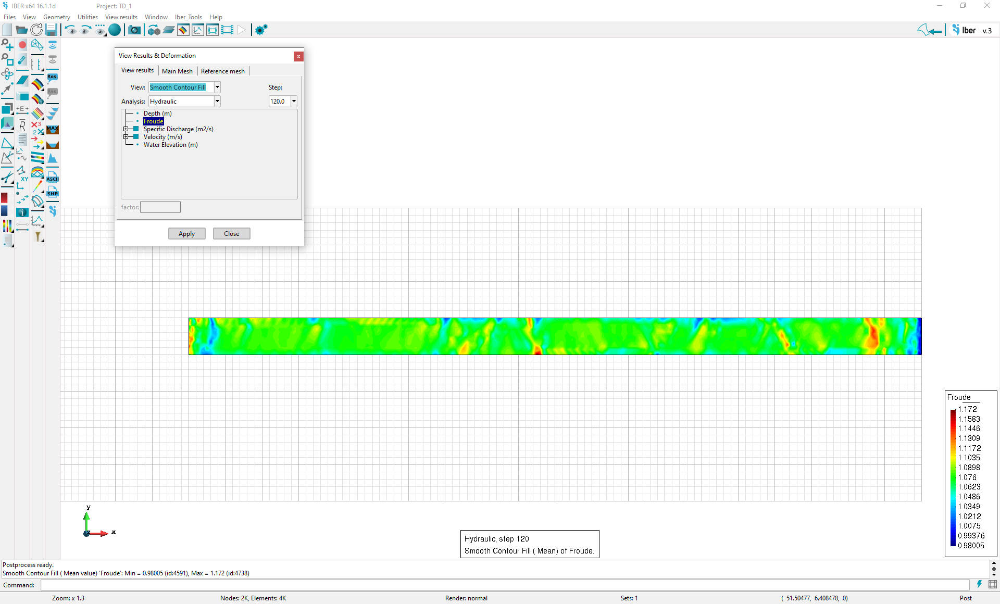 IBER x64 16.1.1d Project: TD_1
Files View Geometry Utilities View results Window Iber_Tools Help
Iber v.3
View Results & Deformation
x
View results Main Mesh Reference mesh
View: Smooth Contour Fill Step:
Analysis: Hydraulic 120.0
Depth (m)
Froude
Specific Discharge (m2/s)
Velocity (m/s)
Water Elevation (m)
factor:
Apply Close
Res.
Res.
E
R
×3
2×
MAX
XY
ASCII
SHP
i
Froude
1.172
1.1583
1.1446
1.1309
1.1172
1.1035
1.0898
1.076
1.0623
1.0486
1.0349
1.0212
1.0075
0.99376
0.98005
y
z
x
Hydraulic, step 120
Smooth Contour Fill ( Mean) of Froude.
Postprocess ready.
Smooth Contour Fill ( Mean value) 'Froude': Min = 0.98005 (id:4591), Max = 1.172 (id:4738)
Command:
Zoom: x 1.3 Nodes: 2K, Elements: 4K Render: normal Sets: 1 ( 51.50477, 6.408478, 0) Post